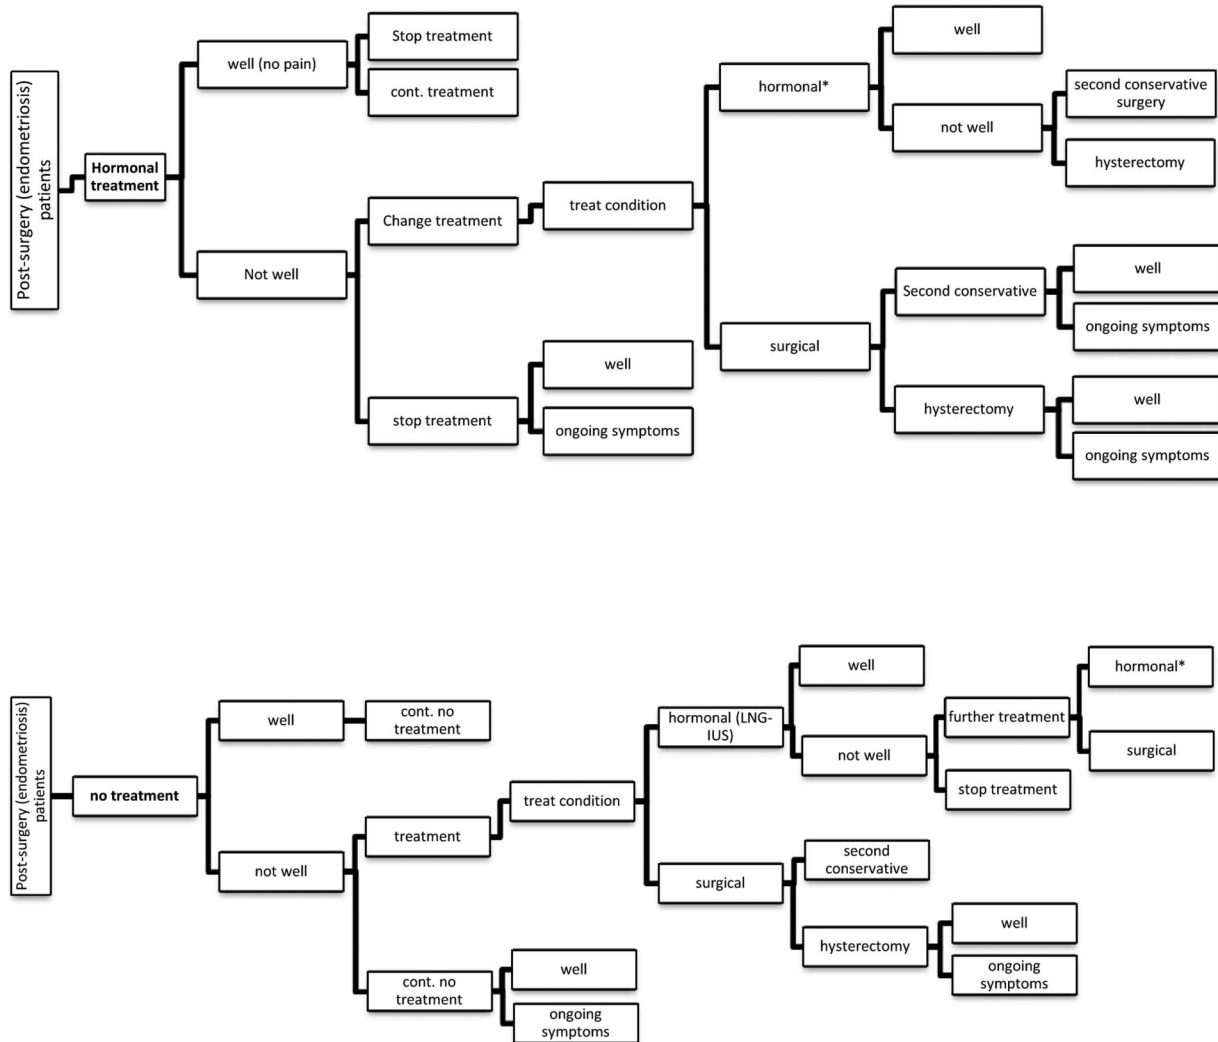 Post-surgery (endometriosis)
patients
Hormonal
treatment
well (no pain)
Stop treatment
cont. treatment
Not well
Change treatment
treat condition
hormonal*
well
not well
second conservative
surgery
hysterectomy
surgical
Second conservative
well
ongoing symptoms
hysterectomy
well
ongoing symptoms
stop treatment
well
ongoing symptoms
Post-surgery (endometriosis)
patients
no treatment
well
cont. no
treatment
not well
treatment
treat condition
hormonal (LNG-
IUS)
well
not well
further treatment
hormonal*
surgical
stop treatment
surgical
second
conservative
hysterectomy
well
ongoing
symptoms
cont. no
treatment
well
ongoing
symptoms